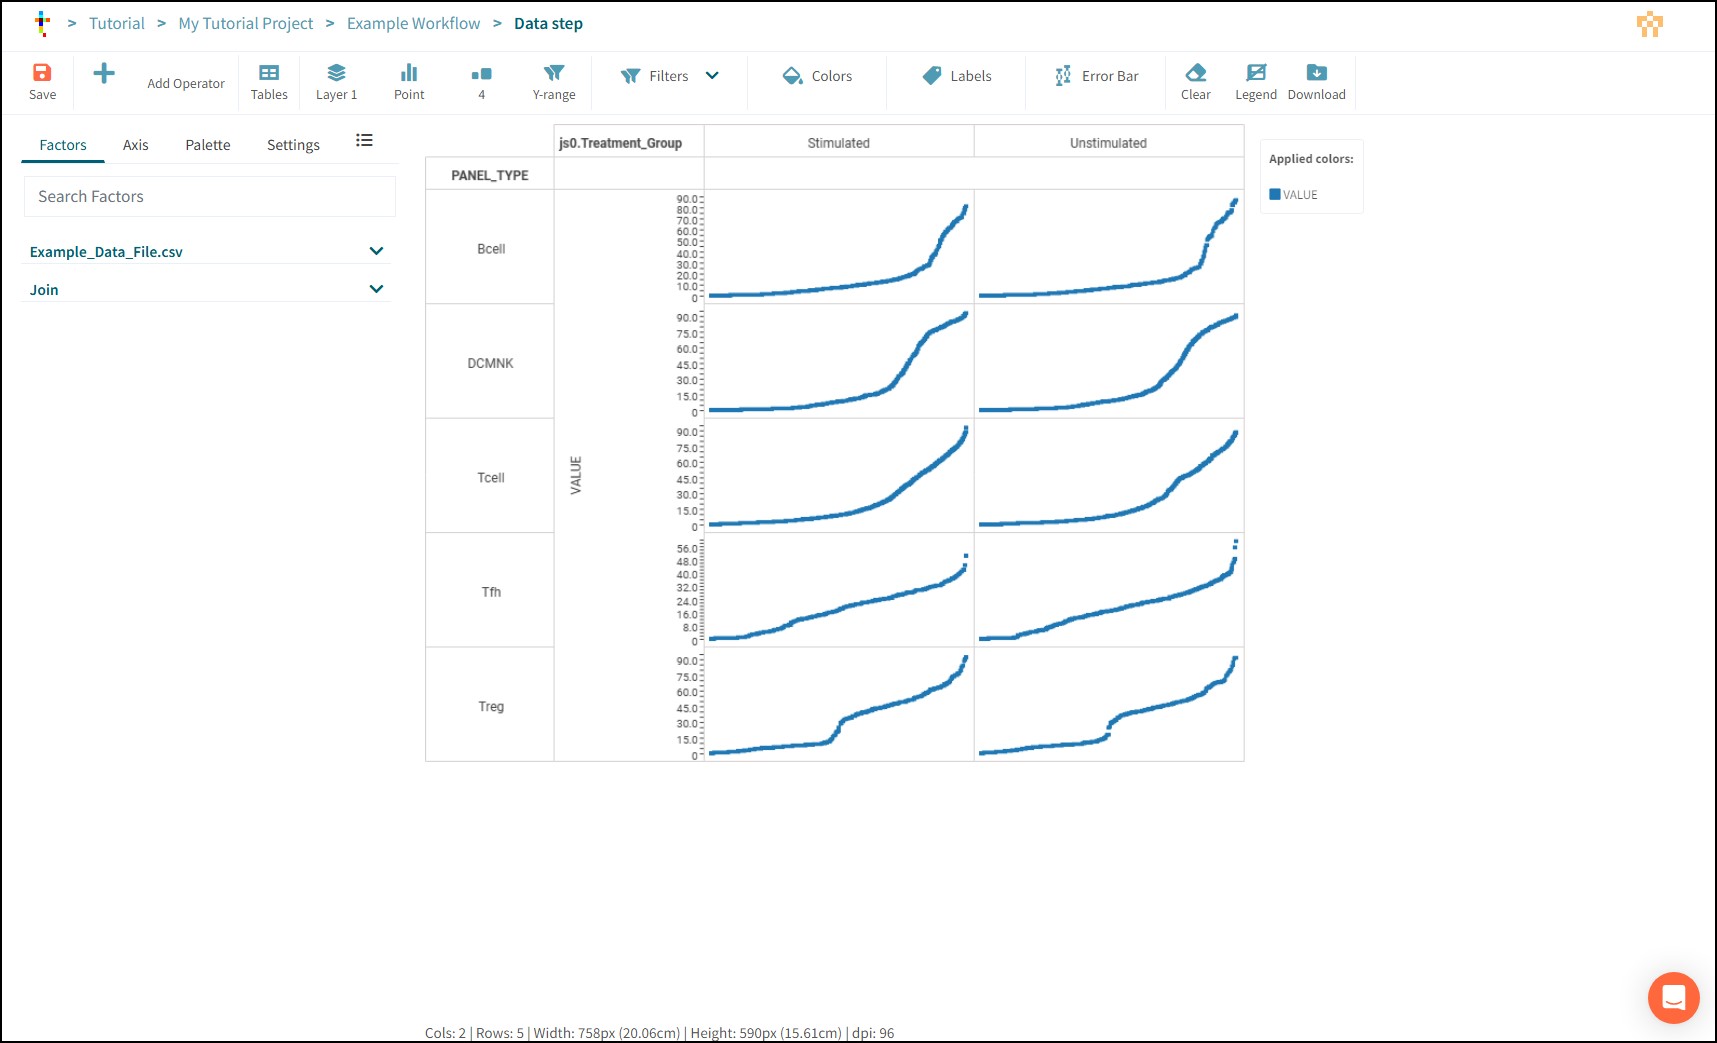 > Tutorial > My Tutorial Project > Example Workflow > Data step
Save
Add Operator
Tables
Layer 1
Point
4
Y-range
Filters
Colors
Labels
Error Bar
Clear
Legend
Download
Factors Axis Palette Settings
Search Factors
Example_Data_File.csv
Join
js0.Treatment_Group Stimulated Unstimulated
PANEL_TYPE
VALUE
Bcell
90.0
80.0
70.0
60.0
50.0
40.0
30.0
20.0
10.0
0
DCMNK
90.0
75.0
60.0
45.0
30.0
15.0
0
Tcell
90.0
75.0
60.0
45.0
30.0
15.0
0
Tfh
56.0
48.0
40.0
32.0
24.0
16.0
8.0
0
Treg
90.0
75.0
60.0
45.0
30.0
15.0
0
Applied colors:
VALUE
Cols: 2 | Rows: 5 | Width: 758px (20.06cm) | Height: 590px (15.61cm) | dpi: 96